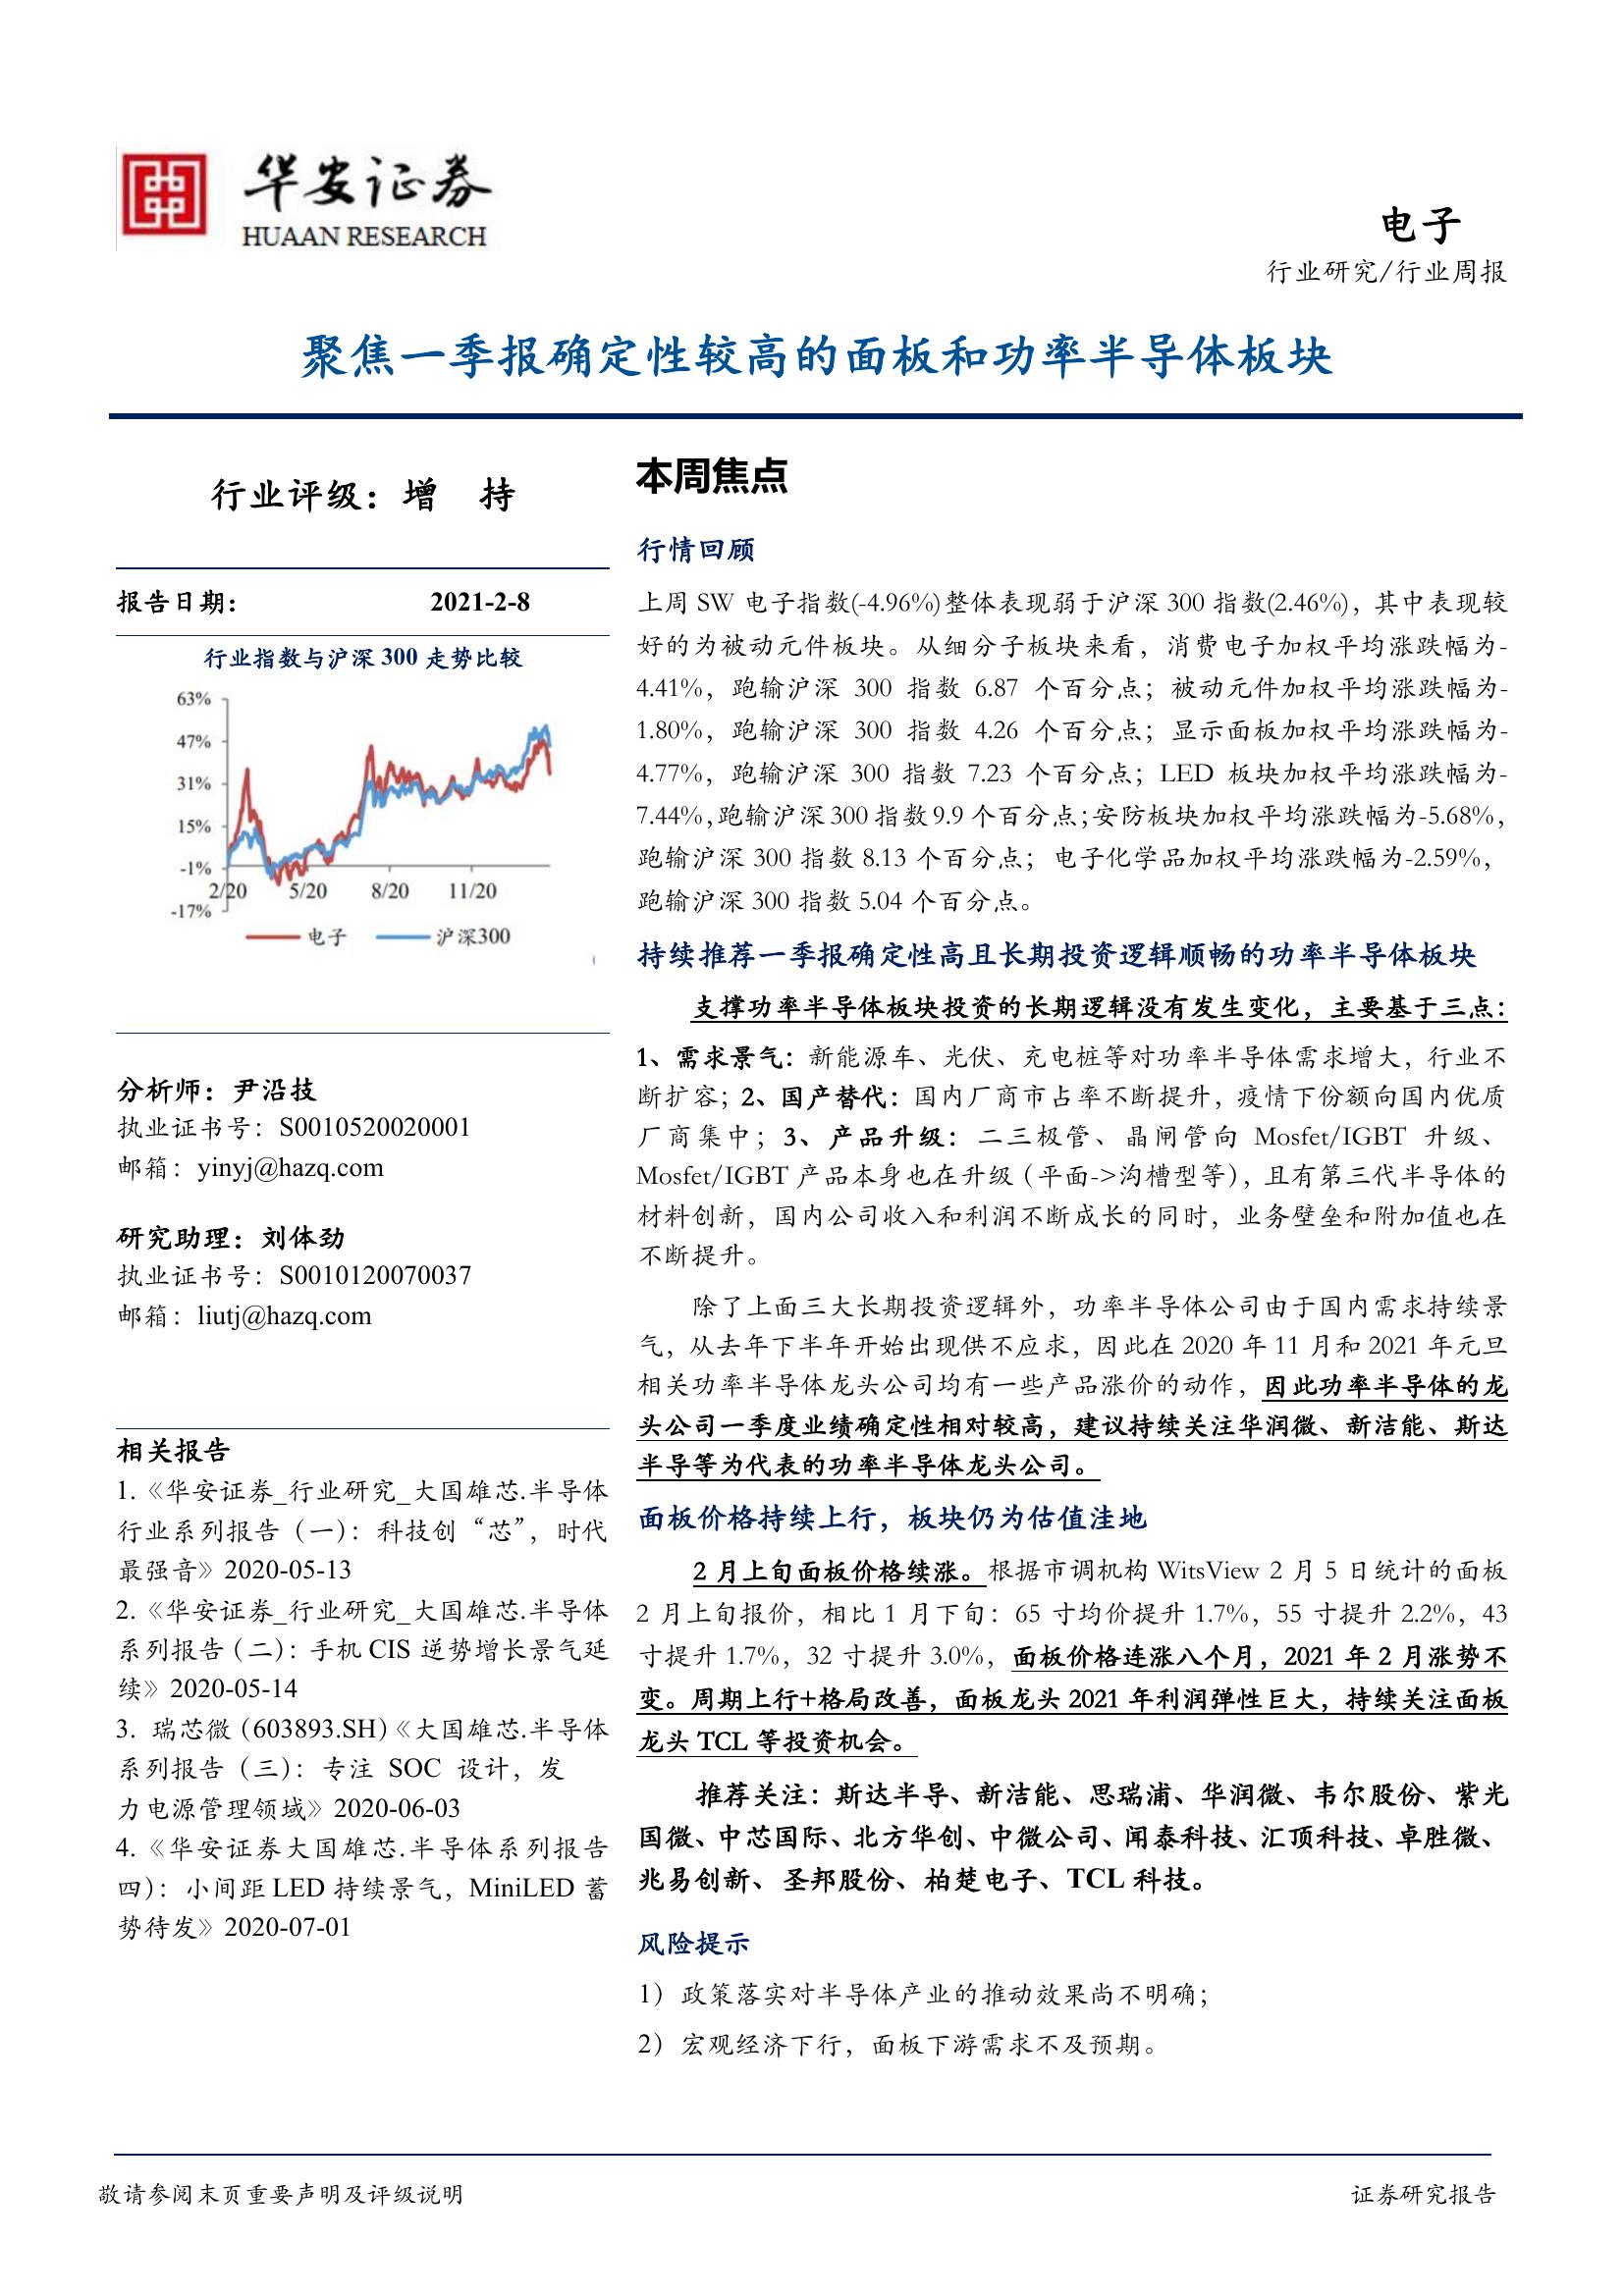 华安证券
HUAAN RESEARCH
电子
行业研究/行业周报
聚焦一季报确定性较高的面板和功率半导体板块
行业评级：增 持
报告日期： 2021-2-8
行业指数与沪深 300 走势比较
63%
47%
31%
15%
-1%
-17%
2/20 5/20 8/20 11/20
电子 沪深300
分析师：尹沿技
执业证书号：S0010520020001
邮箱：yinyj@hazq.com
研究助理：刘体劲
执业证书号：S0010120070037
邮箱：liutj@hazq.com
相关报告
1.《华安证券_行业研究_大国雄芯.半导体
行业系列报告（一）：科技创“芯”，时代
最强音》2020-05-13
2.《华安证券_行业研究_大国雄芯.半导体
系列报告（二）：手机 CIS 逆势增长景气延
续》2020-05-14
3. 瑞芯微（603893.SH）《大国雄芯.半导体
系列报告（三）：专注 SOC 设计，发
力电源管理领域》2020-06-03
4.《华安证券大国雄芯.半导体系列报告
四）：小间距 LED 持续景气，MiniLED 蓄
势待发》2020-07-01
本周焦点
行情回顾
上周 SW 电子指数(-4.96%)整体表现弱于沪深 300 指数(2.46%)，其中表现较
好的为被动元件板块。从细分子板块来看，消费电子加权平均涨跌幅为-
4.41%，跑输沪深 300 指数 6.87 个百分点；被动元件加权平均涨跌幅为-
1.80%，跑输沪深 300 指数 4.26 个百分点；显示面板加权平均涨跌幅为-
4.77%，跑输沪深 300 指数 7.23 个百分点；LED 板块加权平均涨跌幅为-
7.44%，跑输沪深 300 指数 9.9 个百分点；安防板块加权平均涨跌幅为-5.68%，
跑输沪深 300 指数 8.13 个百分点；电子化学品加权平均涨跌幅为-2.59%，
跑输沪深 300 指数 5.04 个百分点。
持续推荐一季报确定性高且长期投资逻辑顺畅的功率半导体板块
支撑功率半导体板块投资的长期逻辑没有发生变化，主要基于三点：
1、需求景气：新能源车、光伏、充电桩等对功率半导体需求增大，行业不
断扩容；2、国产替代：国内厂商市占率不断提升，疫情下份额向国内优质
厂商集中；3、产品升级：二三极管、晶闸管向 Mosfet/IGBT 升级、
Mosfet/IGBT 产品本身也在升级（平面->沟槽型等），且有第三代半导体的
材料创新，国内公司收入和利润不断成长的同时，业务壁垒和附加值也在
不断提升。
除了上面三大长期投资逻辑外，功率半导体公司由于国内需求持续景
气，从去年下半年开始出现供不应求，因此在 2020 年 11 月和 2021 年元旦
相关功率半导体龙头公司均有一些产品涨价的动作，因此功率半导体的龙
头公司一季度业绩确定性相对较高，建议持续关注华润微、新洁能、斯达
半导等为代表的功率半导体龙头公司。
面板价格持续上行，板块仍为估值洼地
2 月上旬面板价格续涨。根据市调机构 WitsView 2 月 5 日统计的面板
2 月上旬报价，相比 1 月下旬：65 寸均价提升 1.7%，55 寸提升 2.2%，43
寸提升 1.7%，32 寸提升 3.0%，面板价格连涨八个月，2021 年 2 月涨势不
变。周期上行+格局改善，面板龙头 2021 年利润弹性巨大，持续关注面板
龙头 TCL 等投资机会。
推荐关注：斯达半导、新洁能、思瑞浦、华润微、韦尔股份、紫光
国微、中芯国际、北方华创、中微公司、闻泰科技、汇顶科技、卓胜微、
兆易创新、圣邦股份、柏楚电子、TCL 科技。
风险提示
1）政策落实对半导体产业的推动效果尚不明确；
2）宏观经济下行，面板下游需求不及预期。
敬请参阅末页重要声明及评级说明 证券研究报告